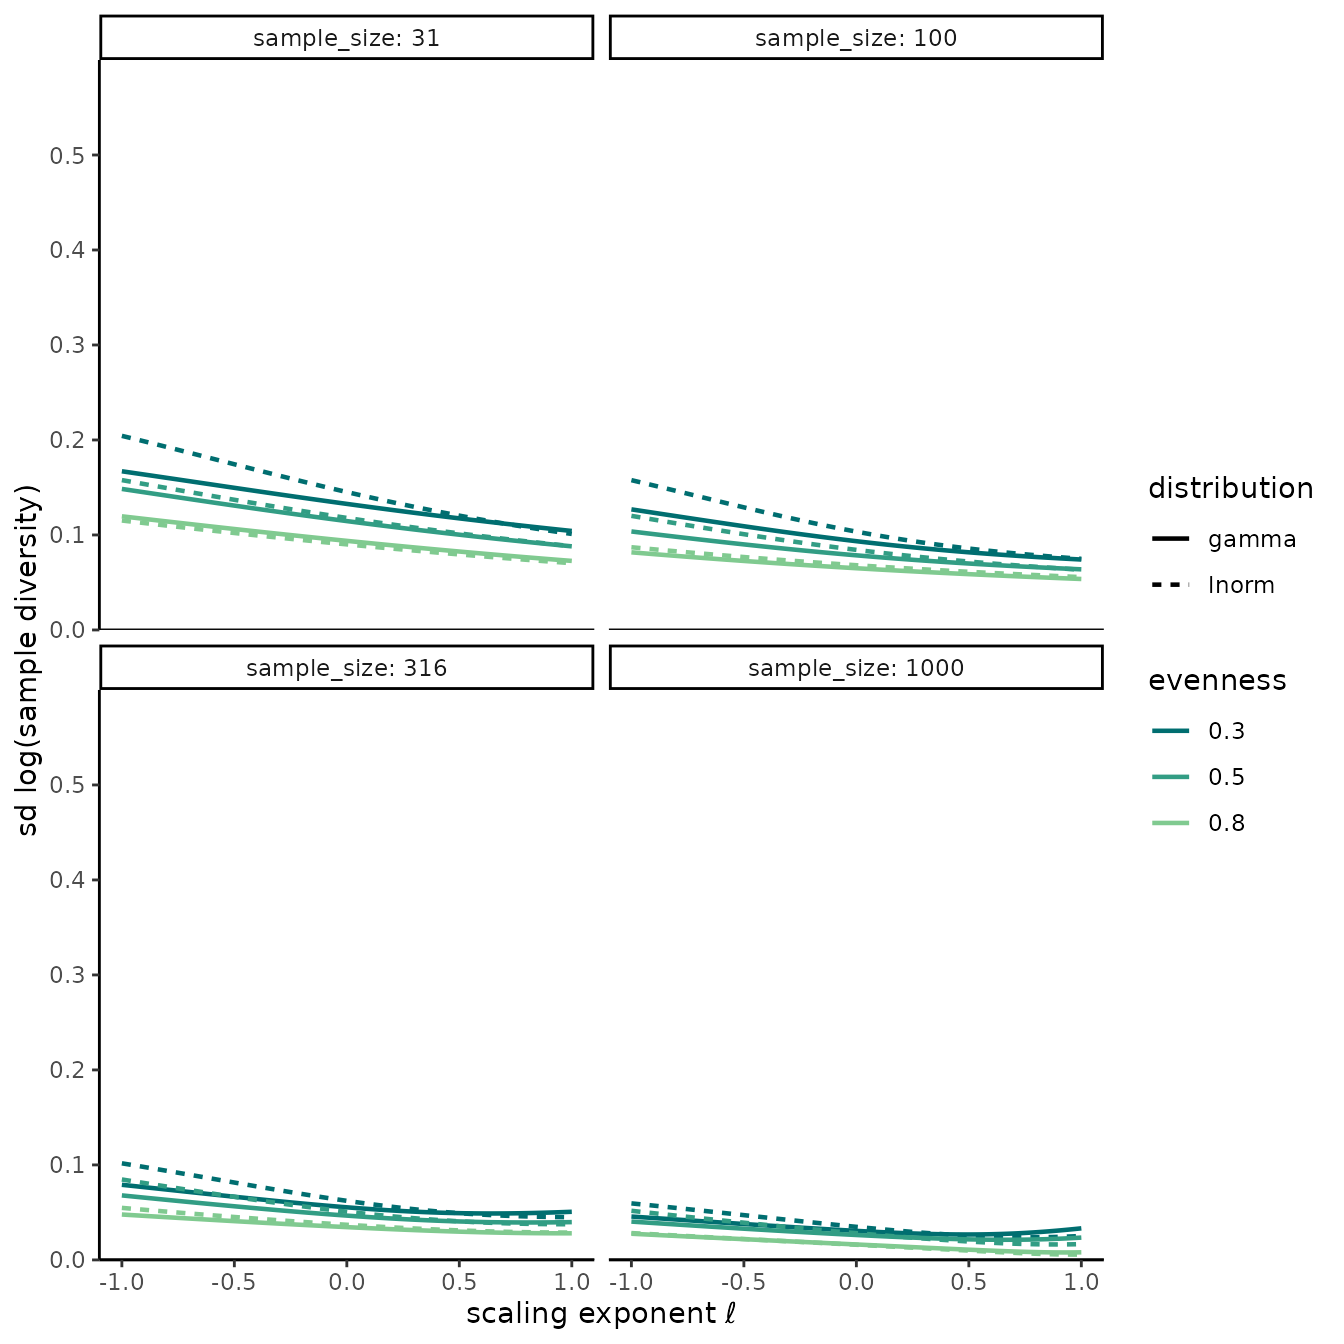 sample_size: 31
sample_size: 100
0.5
0.4
0.3
0.2
0.1
0.0
sample_size: 316
sample_size: 1000
0.5
0.4
0.3
0.2
0.1
0.0
-1.0 -0.5 0.0 0.5 1.0
-1.0 -0.5 0.0 0.5 1.0
scaling exponent ℓ
sd log(sample diversity)
distribution
gamma
lnorm
evenness
0.3
0.5
0.8